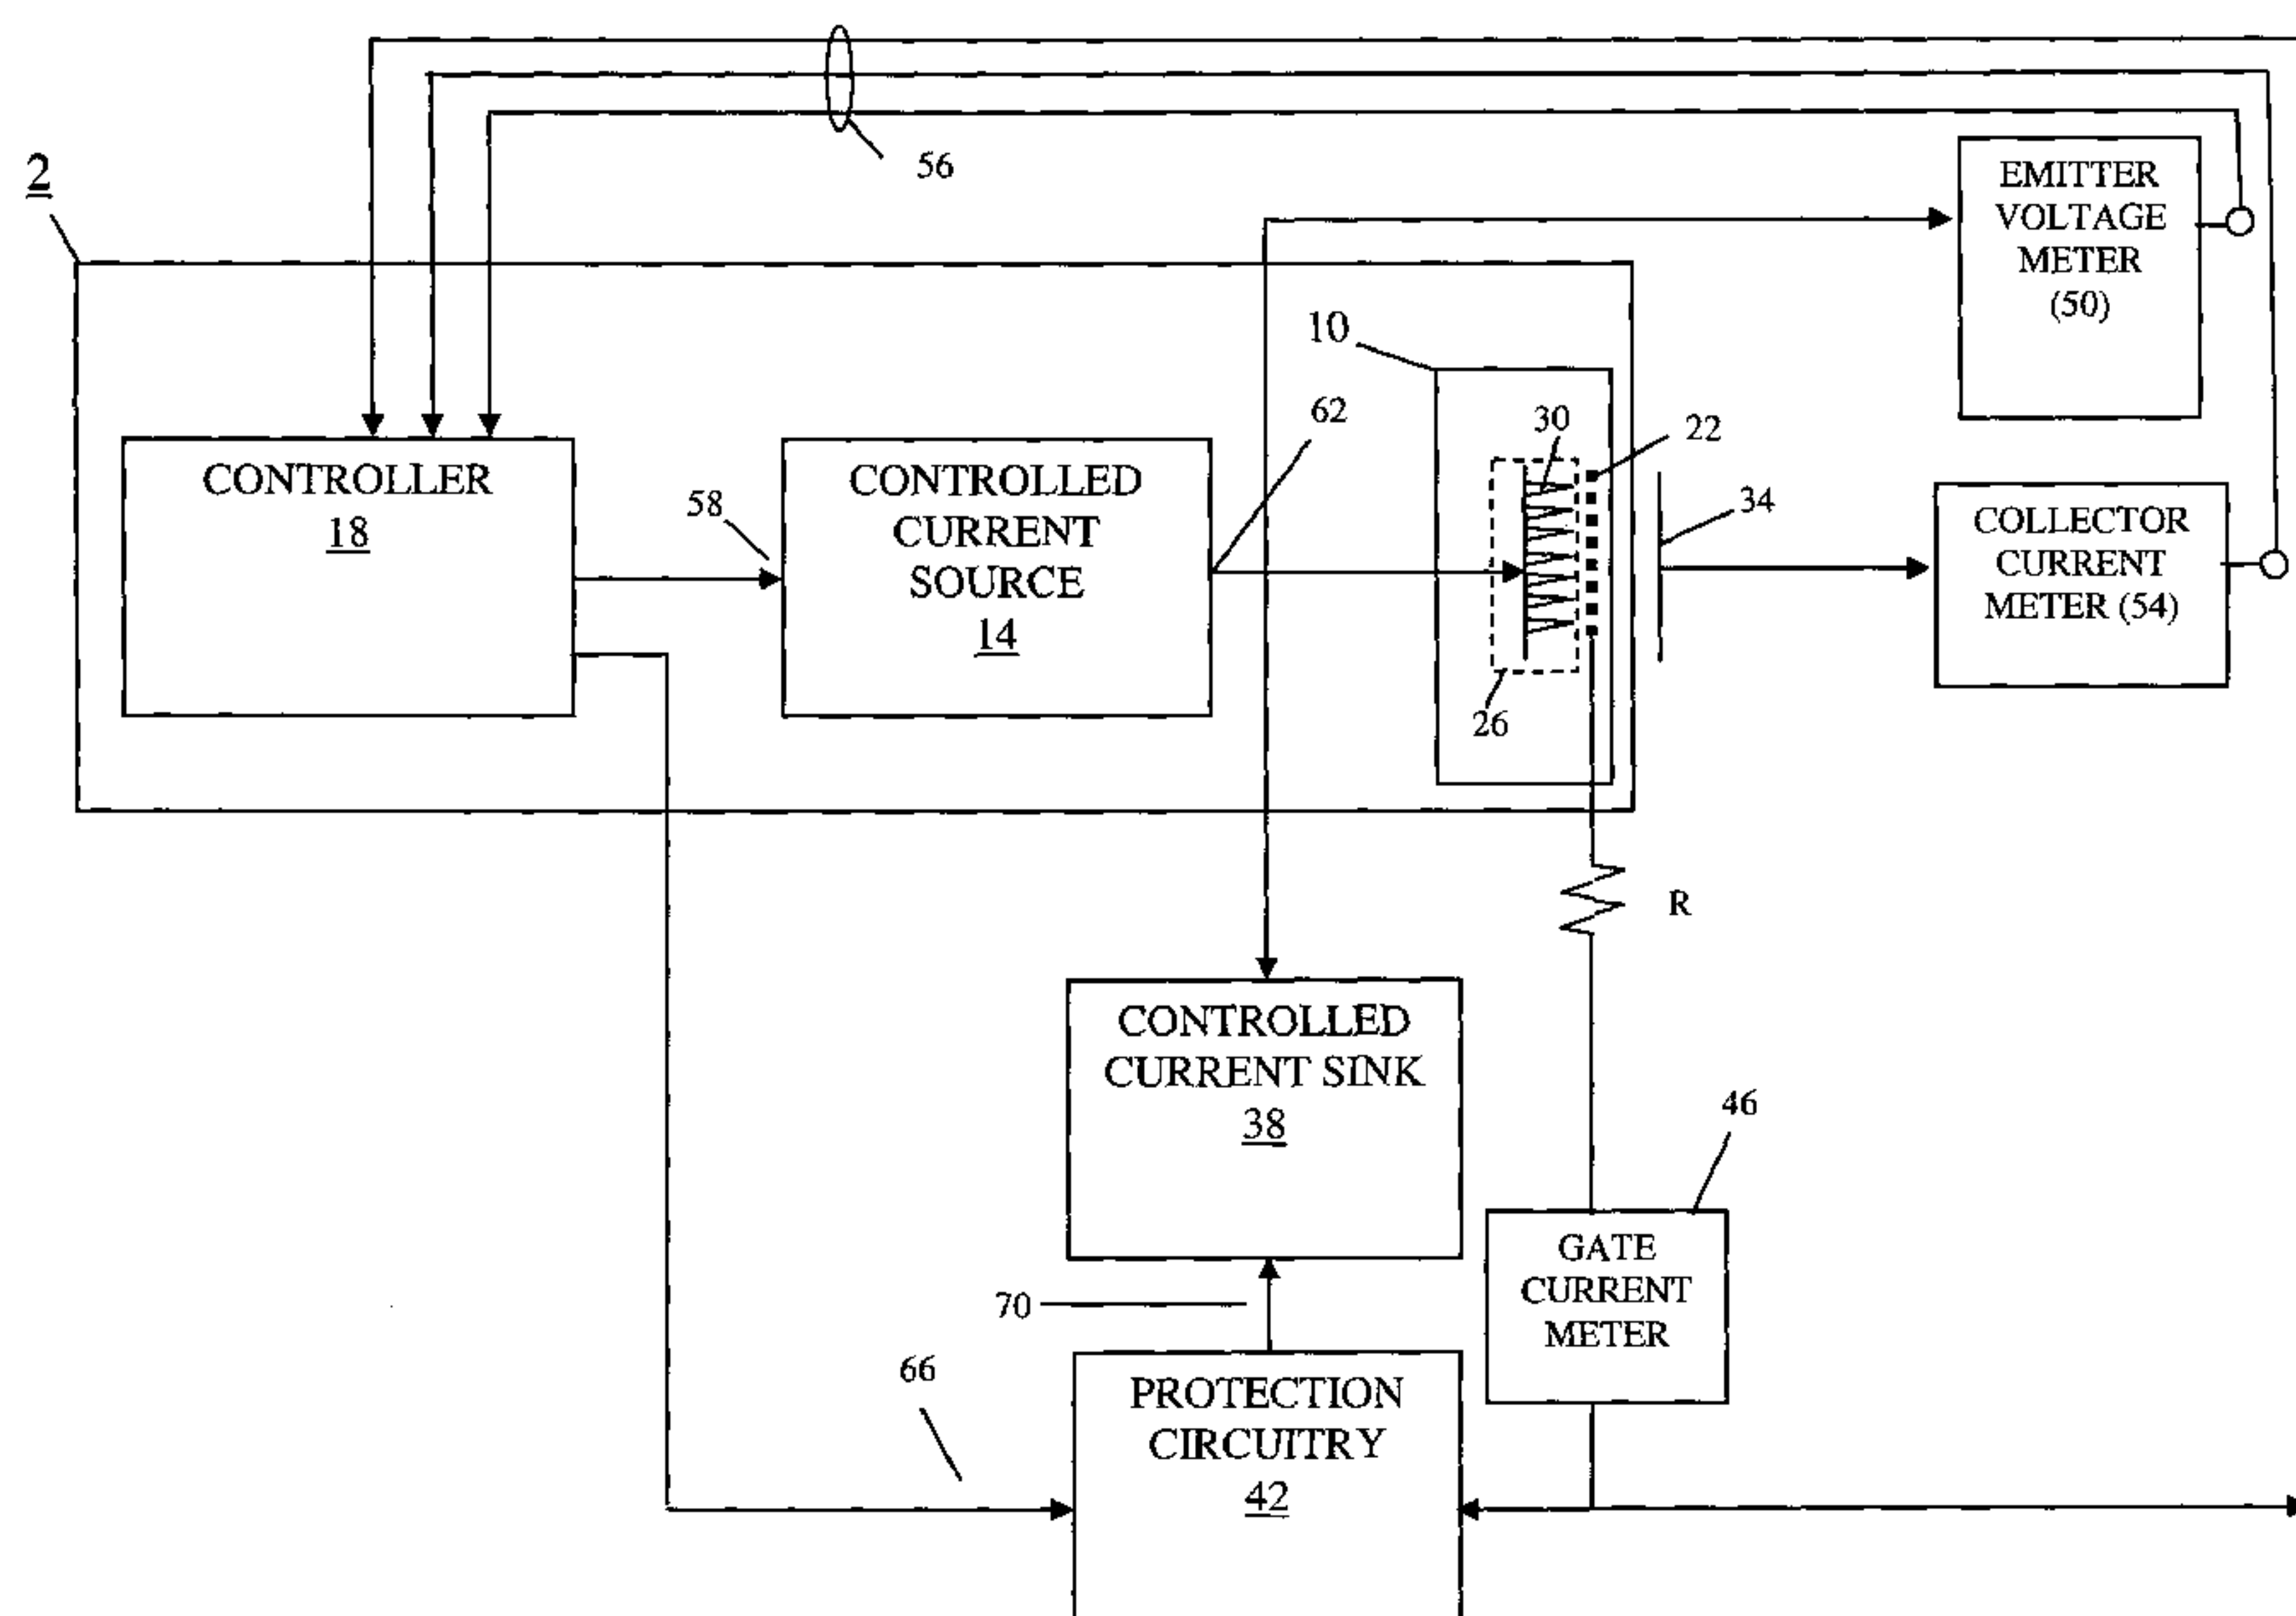 56
2
EMITTER
VOLTAGE
METER
(50)
10
62
30
22
CONTROLLER
18
58
CONTROLLED
CURRENT
SOURCE
14
34
COLLECTOR
CURRENT
METER (54)
26
R
CONTROLLED
CURRENT SINK
38
46
GATE
CURRENT
METER
70
66
PROTECTION
CIRCUITRY
42